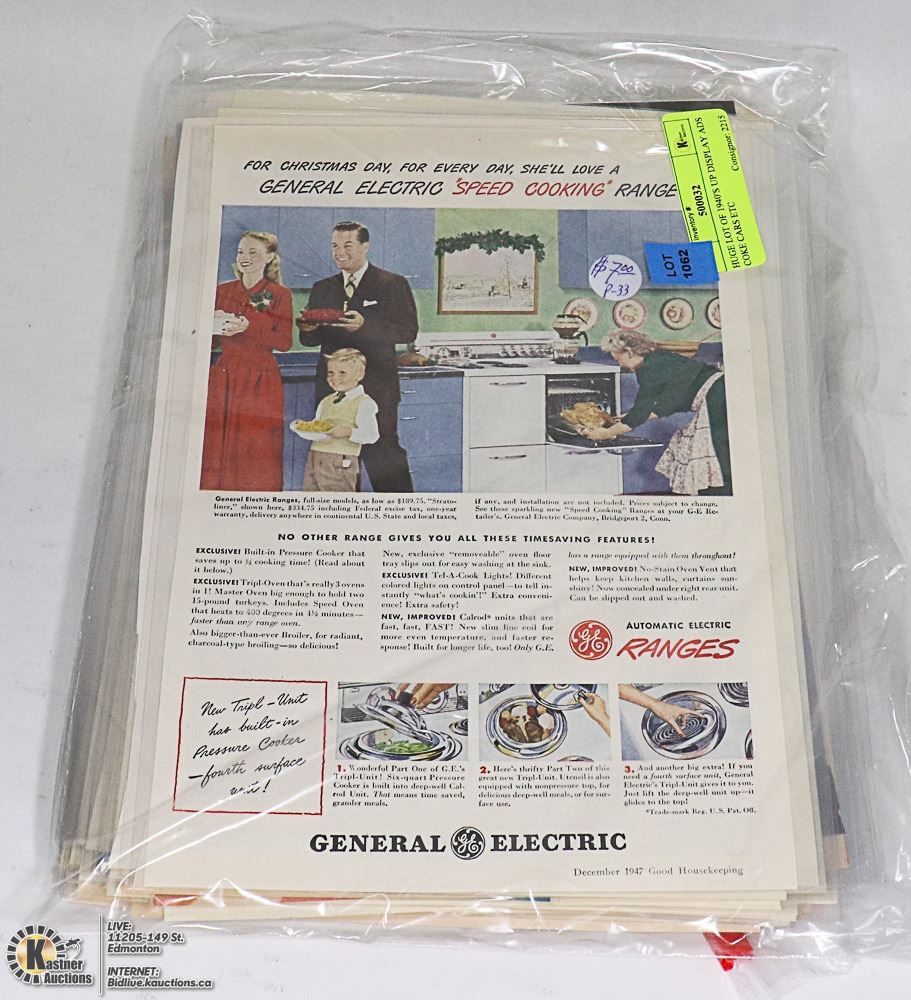 FOR CHRISTMAS DAY, FOR EVERY DAY, SHE'LL LOVE A
GENERAL ELECTRIC "SPEED COOKING" RANGE
Inventory #
500032
HUGE LOT OF 1940'S UP DISPLAY ADS
COKE CARS ETC
Consignor: 2215
LOT
1062
$7.00
P-33
General Electric Ranges, full-size models, as low as $189.75. "Strato-
liner," shown here, $334.75 including Federal excise tax, one-year
warranty, delivery anywhere in continental U.S. State and local taxes,
if any, and installation are not included. Prices subject to change.
See these sparkling new "Speed Cooking" Ranges at your G-E Re-
tailer's. General Electric Company, Bridgeport 2, Conn.
NO OTHER RANGE GIVES YOU ALL THESE TIMESAVING FEATURES!
EXCLUSIVE! Built-in Pressure Cooker that
saves up to ¾ cooking time! (Read about
it below.)
EXCLUSIVE! Tripl-Oven that's really 3 ovens
in 1! Master Oven big enough to hold two
15-pound turkeys. Includes Speed Oven
that heats to 400 degrees in 4½ minutes—
faster than any range oven.
Also bigger-than-ever Broiler, for radiant,
charcoal-type broiling—so delicious!
New, exclusive "removeable" oven floor
tray slips out for easy washing at the sink.
EXCLUSIVE! Tel-A-Cook Lights! Different
colored lights on control panel—to tell in-
stantly "what's cookin'!" Extra conveni-
ence! Extra safety!
NEW, IMPROVED! Calrod* units that are
fast, fast, FAST! New slim line coil for
more even temperature, and faster re-
sponse! Built for longer life, too! Only G.E.
has a range equipped with them throughout!
NEW, IMPROVED! No-Stain Oven Vent that
helps keep kitchen walls, curtains sun-
shiny! Now concealed under right rear unit.
Can be slipped out and washed.
GE
AUTOMATIC ELECTRIC
RANGES
New Tripl-Unit
has built-in
Pressure Cooker
—fourth surface
unit!
1. Wonderful Part One of G.E.'s
Tripl-Unit! Six-quart Pressure
Cooker is built into deep-well Cal-
rod Unit. That means time saved,
grander meals.
2. Here's thrifty Part Two of this
great new Tripl-Unit. Utensil is also
equipped with nonpressure top, for
delicious deep-well meals, or for sur-
face use.
3. And another big extra! If you
need a fourth surface unit, General
Electric's Tripl-Unit gives it to you.
Just lift the deep-well unit up—it
glides to the top!
*Trade-mark Reg. U.S. Pat. Off.
GENERAL GE ELECTRIC
December 1947 Good Housekeeping
Kastner
Auctions
LIVE:
11205-149 St.
Edmonton
INTERNET:
Bidlive.kauctions.ca